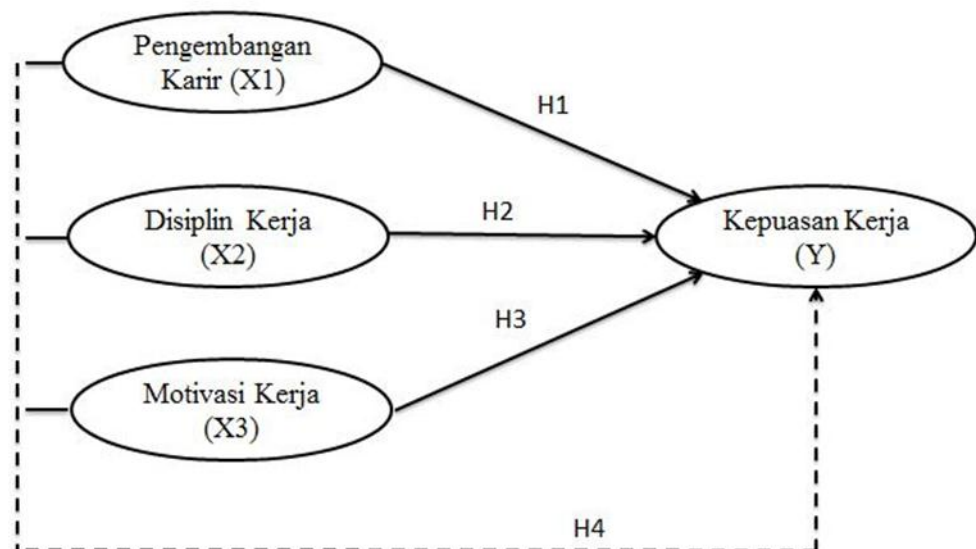 Pengembangan
Karir (X1)
H1
Disiplin Kerja
(X2)
H2
Kepuasan Kerja
(Y)
H3
Motivasi Kerja
(X3)
H4